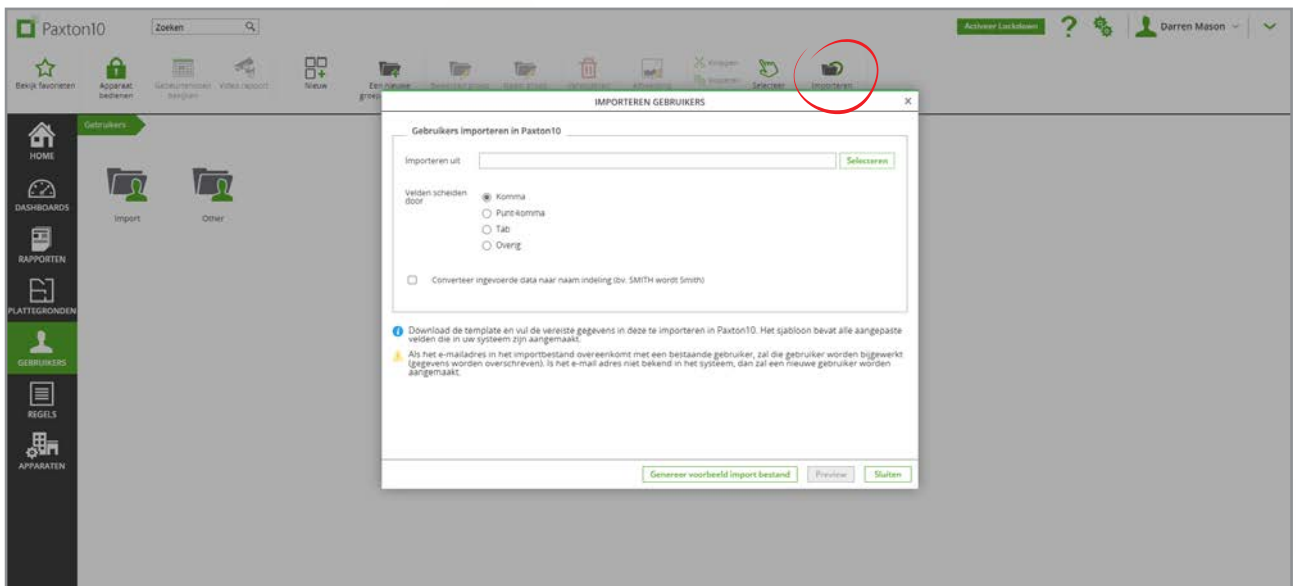 Paxton10
Zoeken
Activeer Lockdown
Darren Mason
Bekijk favorieten
Apparaat bedienen
Gebeurtenissen bekijken
Video rapport
Nieuw
Een nieuwe
Knippen
Selecteer
Importeren
HOME
DASHBOARDS
RAPPORTEN
PLATTEGRONDEN
GEBRUIKERS
REGELS
APPARATEN
Gebruikers
Import
Other
IMPORTEREN GEBRUIKERS
Gebruikers importeren in Paxton10
Importeren uit
Selecteren
Velden scheiden
door
Komma
Punt-komma
Tab
Overig
Converteer ingevoerde data naar naam indeling (bv. SMITH wordt Smith)
Download de template en vul de vereiste gegevens in deze te importeren in Paxton10. Het sjabloon bevat alle aangepaste
velden die in uw systeem zijn aangemaakt.
Als het e-mailadres in het importbestand overeenkomt met een bestaande gebruiker, zal die gebruiker worden bijgewerkt
(gegevens worden overschreven). Is het e-mail adres niet bekend in het systeem, dan zal een nieuwe gebruiker worden
aangemaakt.
Genereer voorbeeld import bestand
Preview
Sluiten